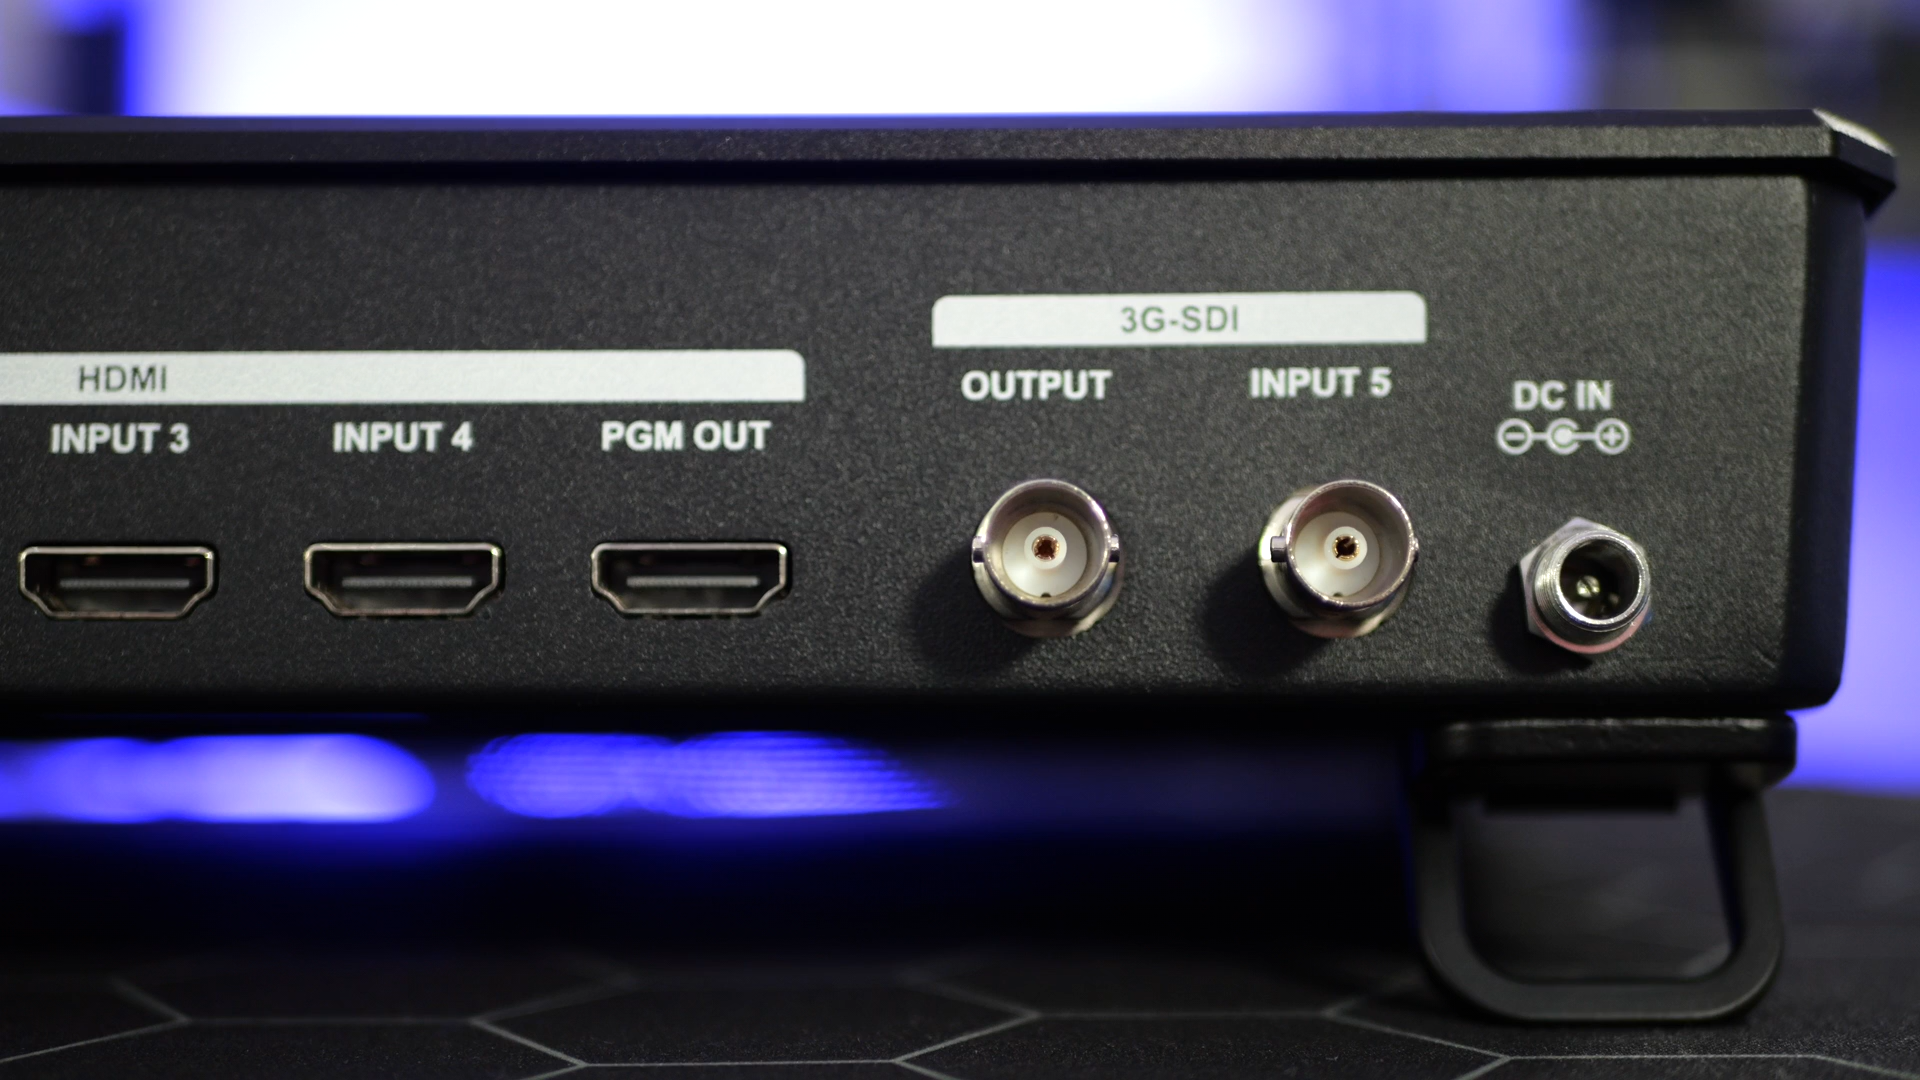 3G-SDI
HDMI
OUTPUT
INPUT 5
DC IN
INPUT 3
INPUT 4
PGM OUT